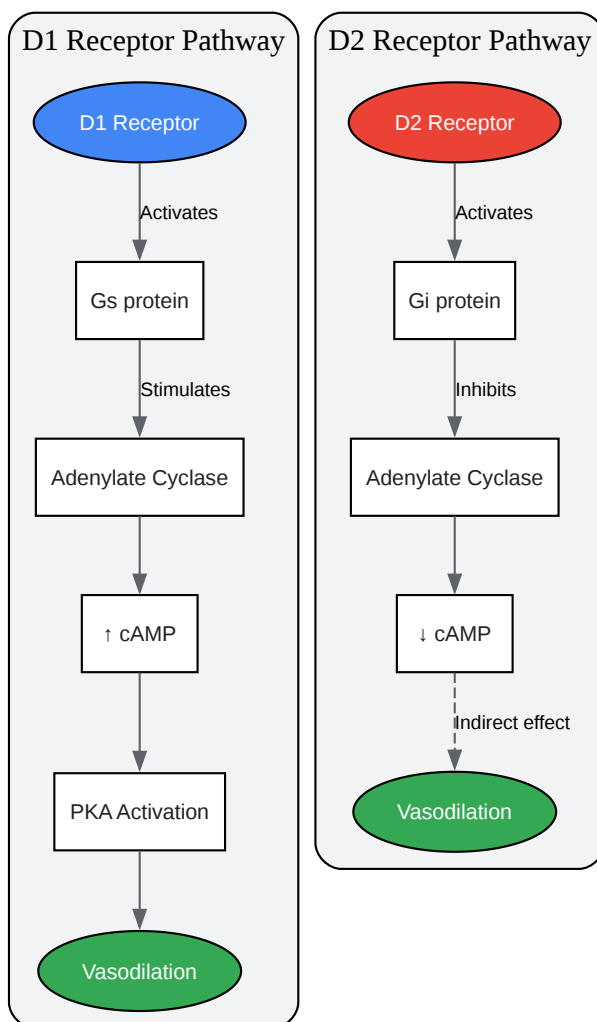 D1 Receptor Pathway
D1 Receptor
Activates
Gs protein
Stimulates
Adenylate Cyclase
↑ cAMP
PKA Activation
Vasodilation
D2 Receptor Pathway
D2 Receptor
Activates
Gi protein
Inhibits
Adenylate Cyclase
↓ cAMP
Indirect effect
Vasodilation